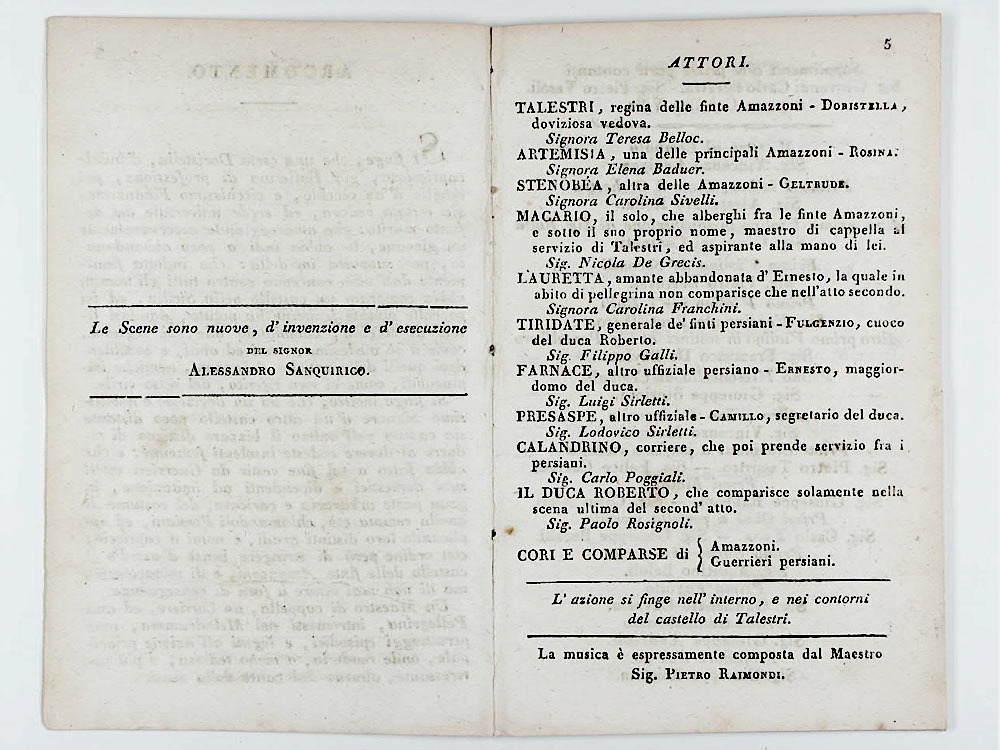 Le Scene sono nuove, d'invenzione e d'esecuzione
DEL SIGNOR
ALESSANDRO SANQUIRICO.
5
ATTORI.
TALESTRI, regina delle finte Amazzoni - DORISTELLA,
doviziosa vedova.
Signora Teresa Belloc.
ARTEMISIA, una delle principali Amazzoni - ROSINA.
Signora Elena Baduer.
STENOBEA, altra delle Amazzoni - GELTRUDE.
Signora Carolina Sivelli.
MACARIO, il solo, che alberghi fra le finte Amazzoni,
e sotto il suo proprio nome, maestro di cappella al
servizio di Talestri, ed aspirante alla mano di lei.
Sig. Nicola De Grecis.
LAURETTA, amante abbandonata d'Ernesto, la quale in
abito di pellegrina non comparisce che nell'atto secondo.
Signora Carolina Franchini.
TIRIDATE, generale de' finti persiani - FULGENZIO, cuoco
del duca Roberto.
Sig. Filippo Galli.
FARNACE, altro uffiziale persiano - ERNESTO, maggior-
domo del duca.
Sig. Luigi Sirletti.
PRESASPE, altro uffiziale - CAMILLO, segretario del duca.
Sig. Lodovico Sirletti.
CALANDRINO, corriere, che poi prende servizio fra i
persiani.
Sig. Carlo Poggiali.
IL DUCA ROBERTO, che comparisce solamente nella
scena ultima del second' atto.
Sig. Paolo Rosignoli.
CORI E COMPARSE di { Amazzoni.
Guerrieri persiani.
L'azione si finge nell'interno, e nei contorni
del castello di Talestri.
La musica è espressamente composta dal Maestro
Sig. PIETRO RAIMONDI.